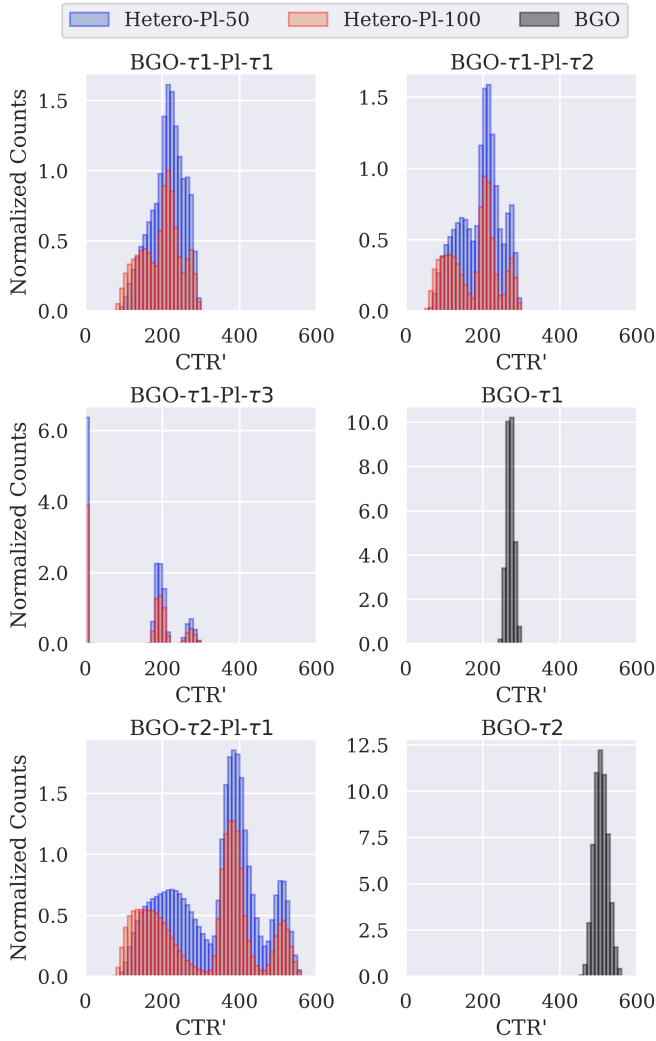 Hetero-Pl-50 Hetero-Pl-100 BGO
BGO-τ1-Pl-τ1 BGO-τ1-Pl-τ2
Normalized Counts
1.5
1.0
0.5
0.0
0 200 400 600
CTR'
1.5
1.0
0.5
0.0
0 200 400 600
CTR'
BGO-τ1-Pl-τ3 BGO-τ1
Normalized Counts
6.0
4.0
2.0
0.0
0 200 400 600
CTR'
10.0
8.0
6.0
4.0
2.0
0.0
0 200 400 600
CTR'
BGO-τ2-Pl-τ1 BGO-τ2
Normalized Counts
1.5
1.0
0.5
0.0
0 200 400 600
CTR'
12.5
10.0
7.5
5.0
2.5
0.0
0 200 400 600
CTR'